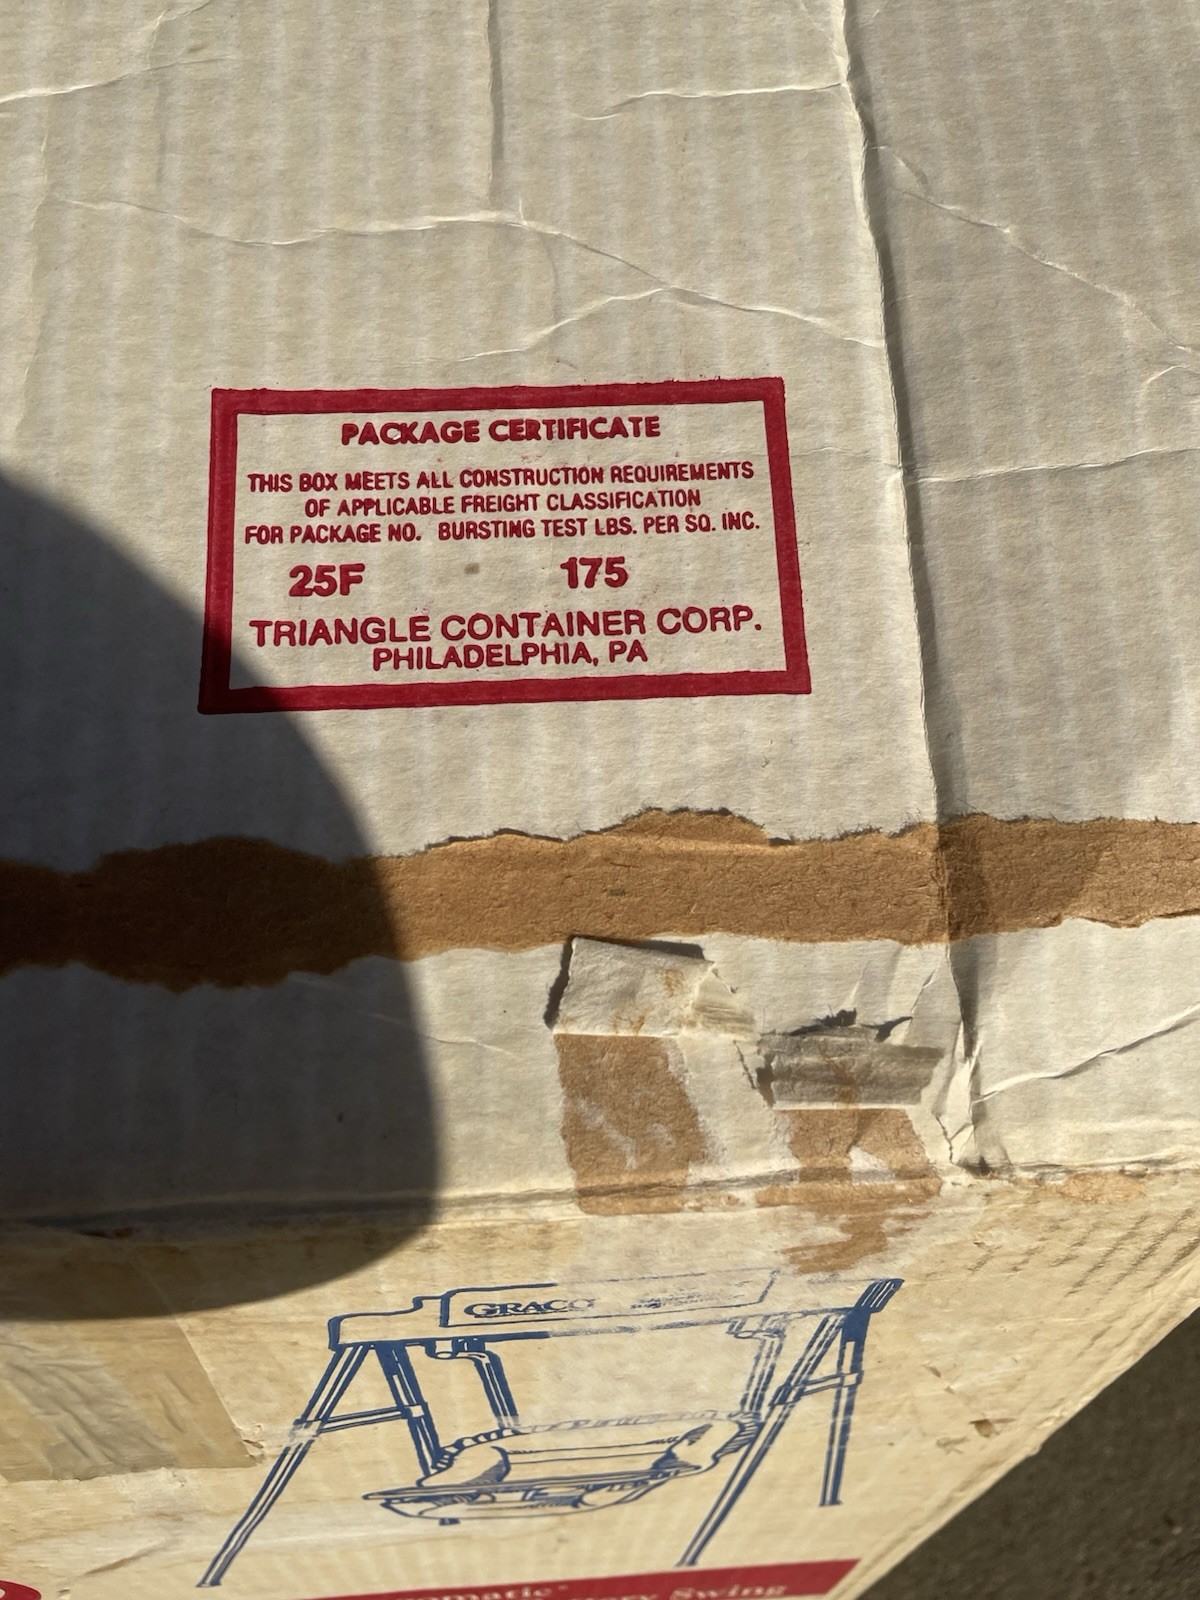 PACKAGE CERTIFICATE
THIS BOX MEETS ALL CONSTRUCTION REQUIREMENTS
OF APPLICABLE FREIGHT CLASSIFICATION
FOR PACKAGE NO. BURSTING TEST LBS. PER SQ. INC.
25F 175
TRIANGLE CONTAINER CORP.
PHILADELPHIA, PA
GRACO
Swing